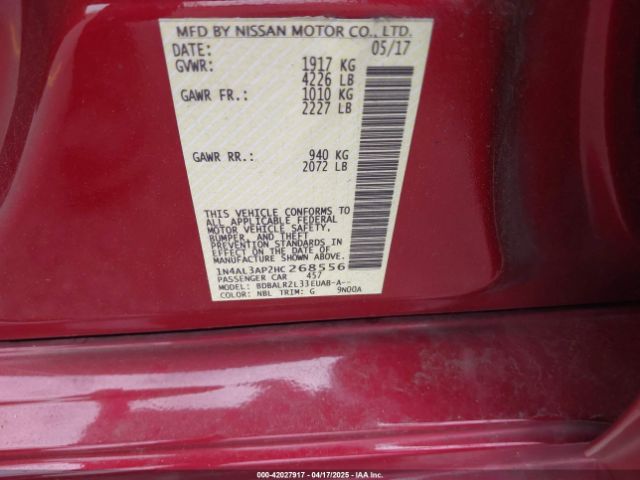 MFD BY NISSAN MOTOR CO., LTD.
DATE: 05/17
GVWR: 1917 KG
4226 LB
GAWR FR.: 1010 KG
2227 LB
GAWR RR.: 940 KG
2072 LB
THIS VEHICLE CONFORMS TO
ALL APPLICABLE FEDERAL
MOTOR VEHICLE SAFETY,
BUMPER, AND THEFT
PREVENTION STANDARDS IN
EFFECT ON THE DATE OF
MANUFACTURE SHOWN ABOVE.
1N4AL3AP2HC268556
PASSENGER CAR 457
MODEL: BDBALR2L33EUAB-A--
COLOR: NBL TRIM: G 9N00A
000-42027917 - 04/17/2025 - IAAI.com